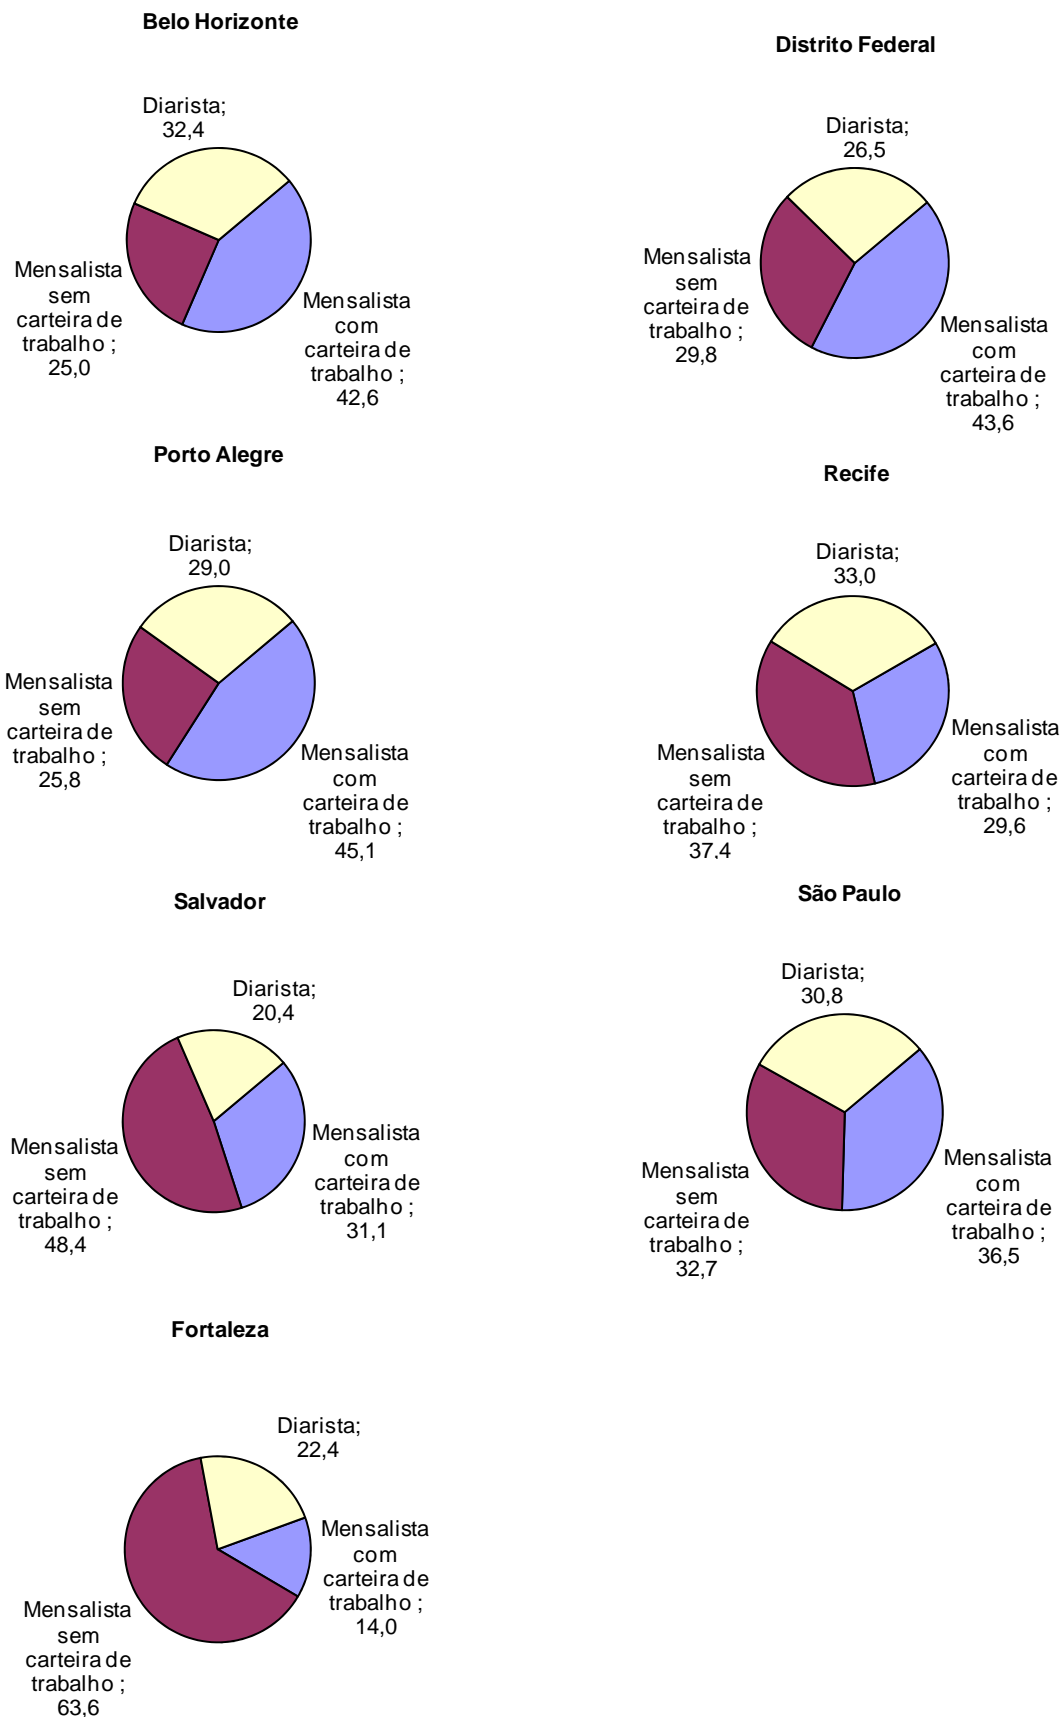 Belo Horizonte
Diarista;
32,4
Mensalista
sem
carteira de
trabalho ;
25,0
Mensalista
com
carteira de
trabalho ;
42,6
Distrito Federal
Diarista;
26,5
Mensalista
sem
carteira de
trabalho ;
29,8
Mensalista
com
carteira de
trabalho ;
43,6
Porto Alegre
Diarista;
29,0
Mensalista
sem
carteira de
trabalho ;
25,8
Mensalista
com
carteira de
trabalho ;
45,1
Recife
Diarista;
33,0
Mensalista
sem
carteira de
trabalho ;
37,4
Mensalista
com
carteira de
trabalho ;
29,6
Salvador
Diarista;
20,4
Mensalista
sem
carteira de
trabalho ;
48,4
Mensalista
com
carteira de
trabalho ;
31,1
São Paulo
Diarista;
30,8
Mensalista
sem
carteira de
trabalho ;
32,7
Mensalista
com
carteira de
trabalho ;
36,5
Fortaleza
Diarista;
22,4
Mensalista
sem
carteira de
trabalho ;
63,6
Mensalista
com
carteira de
trabalho ;
14,0